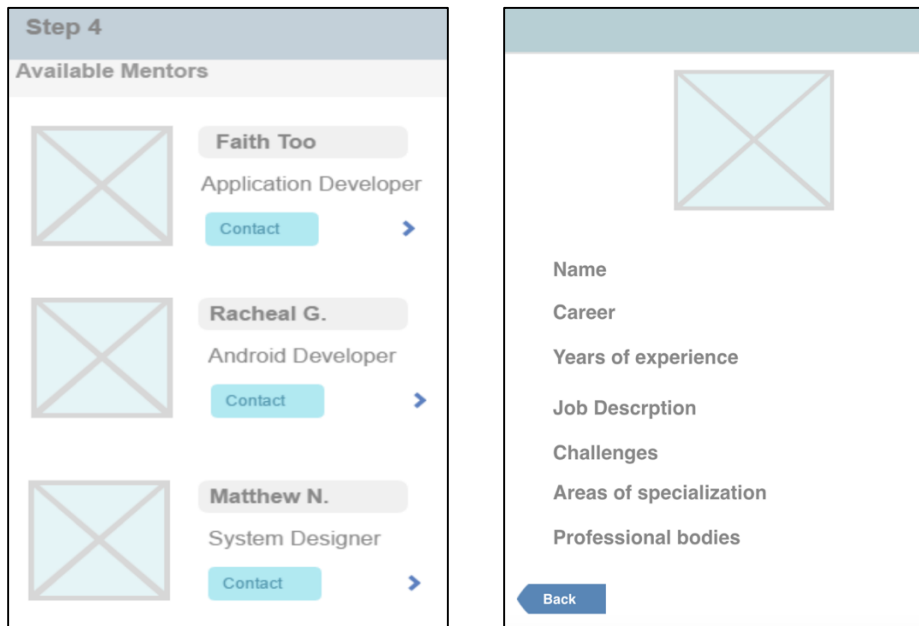 Step 4
Available Mentors
Faith Too
Application Developer
Contact
Racheal G.
Android Developer
Contact
Matthew N.
System Designer
Contact
Name
Career
Years of experience
Job Descrption
Challenges
Areas of specialization
Professional bodies
Back